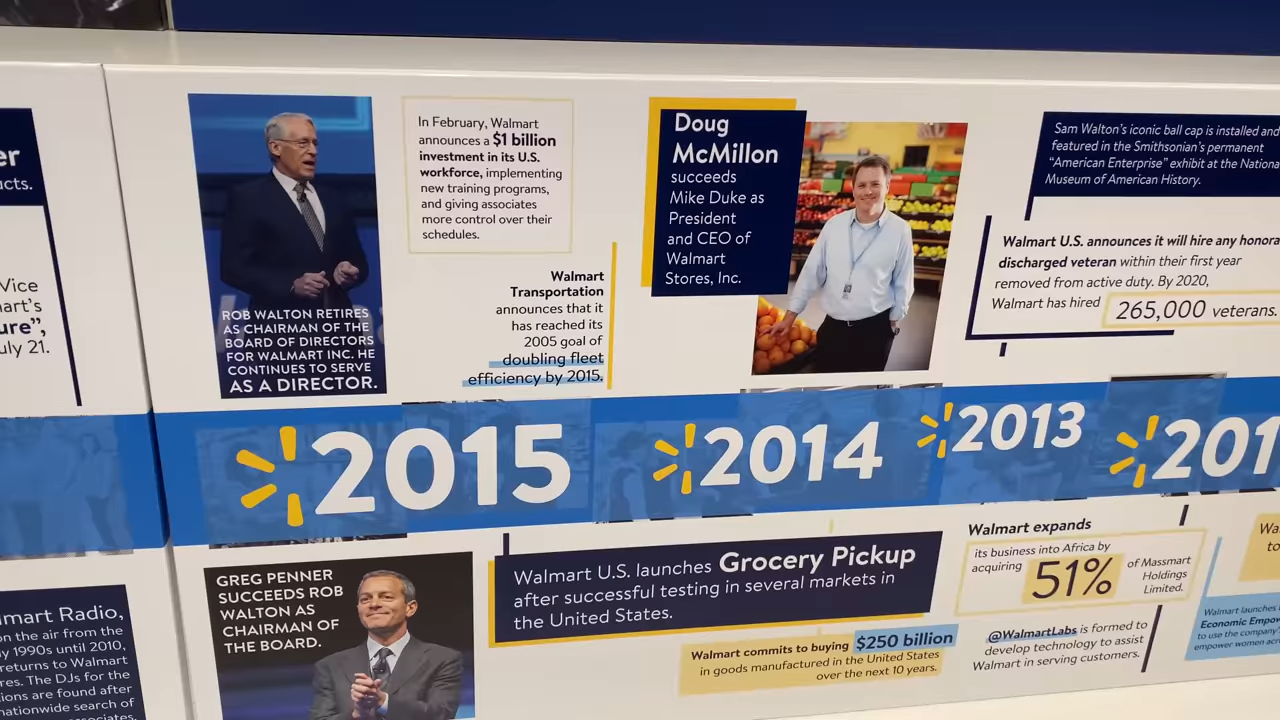 er
acts.
Vice
art's
ure",
uly 21.
ROB WALTON RETIRES
AS CHAIRMAN OF THE
BOARD OF DIRECTORS
FOR WALMART INC. HE
CONTINUES TO SERVE
AS A DIRECTOR.
In February, Walmart
announces a $1 billion
investment in its U.S.
workforce, implementing
new training programs,
and giving associates
more control over their
schedules.
Walmart
Transportation
announces that it
has reached its
2005 goal of
doubling fleet
efficiency by 2015.
Doug
McMillon
succeeds
Mike Duke as
President
and CEO of
Walmart
Stores, Inc.
Sam Walton's iconic ball cap is installed and
featured in the Smithsonian's permanent
"American Enterprise" exhibit at the Nationa
Museum of American History.
Walmart U.S. announces it will hire any honora
discharged veteran within their first year
removed from active duty. By 2020,
Walmart has hired 265,000 veterans.
2015
2014
2013
201
mart Radio,
on the air from the
y 1990s until 2010,
returns to Walmart
res. The DJs for the
ions are found after
nationwide search of
associates.
GREG PENNER
SUCCEEDS ROB
WALTON AS
CHAIRMAN OF
THE BOARD.
Walmart U.S. launches Grocery Pickup
after successful testing in several markets in
the United States.
Walmart commits to buying $250 billion
in goods manufactured in the United States
over the next 10 years.
Walmart expands
its business into Africa by
acquiring 51% of Massmart
Holdings
Limited.
@WalmartLabs is formed to
develop technology to assist
Walmart in serving customers.
Wa
to
Walmart launches
Economic Empow
to use the company
empower women acr